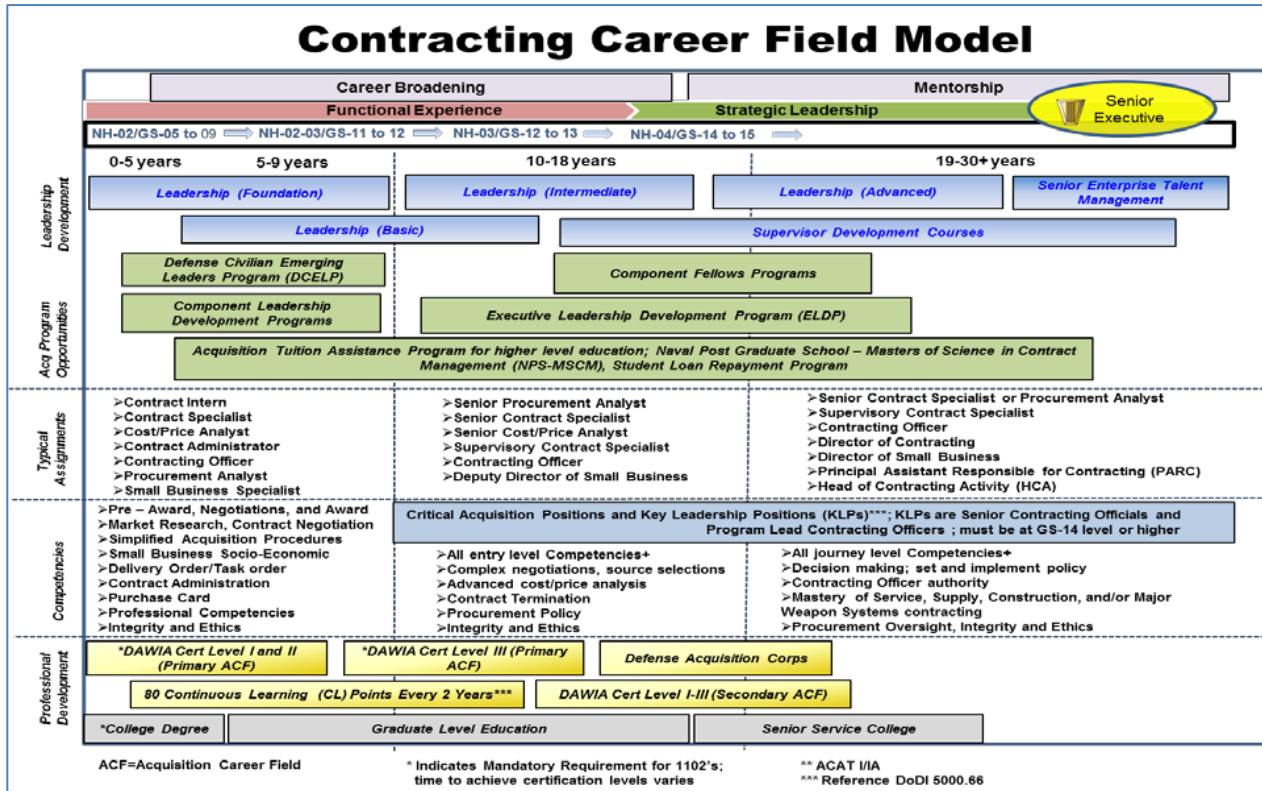 Contracting Career Field Model
Career Broadening
Mentorship
Functional Experience
Strategic Leadership
Senior
Executive
NH-02/GS-05 to 09
NH-02-03/GS-11 to 12
NH-03/GS-12 to 13
NH-04/GS-14 to 15
0-5 years
5-9 years
10-18 years
19-30+ years
Leadership
Development
Leadership (Foundation)
Leadership (Intermediate)
Leadership (Advanced)
Senior Enterprise Talent
Management
Leadership (Basic)
Supervisor Development Courses
Acq Program
Opportunities
Defense Civilian Emerging
Leaders Program (DCELP)
Component Fellows Programs
Component Leadership
Development Programs
Executive Leadership Development Program (ELDP)
Acquisition Tuition Assistance Program for higher level education; Naval Post Graduate School – Masters of Science in Contract
Management (NPS-MSCM), Student Loan Repayment Program
Typical
Assignments
➢Contract Intern
➢Contract Specialist
➢Cost/Price Analyst
➢Contract Administrator
➢Contracting Officer
➢Procurement Analyst
➢Small Business Specialist
➢Senior Procurement Analyst
➢Senior Contract Specialist
➢Senior Cost/Price Analyst
➢Supervisory Contract Specialist
➢Contracting Officer
➢Deputy Director of Small Business
➢Senior Contract Specialist or Procurement Analyst
➢Supervisory Contract Specialist
➢Contracting Officer
➢Director of Contracting
➢Director of Small Business
➢Principal Assistant Responsible for Contracting (PARC)
➢Head of Contracting Activity (HCA)
Competencies
➢Pre – Award, Negotiations, and Award
➢Market Research, Contract Negotiation
➢Simplified Acquisition Procedures
➢Small Business Socio-Economic
➢Delivery Order/Task order
➢Contract Administration
➢Purchase Card
➢Professional Competencies
➢Integrity and Ethics
Critical Acquisition Positions and Key Leadership Positions (KLPs)***; KLPs are Senior Contracting Officials and
Program Lead Contracting Officers ; must be at GS-14 level or higher
➢All entry level Competencies+
➢Complex negotiations, source selections
➢Advanced cost/price analysis
➢Contract Termination
➢Procurement Policy
➢Integrity and Ethics
➢All journey level Competencies+
➢Decision making; set and implement policy
➢Contracting Officer authority
➢Mastery of Service, Supply, Construction, and/or Major
Weapon Systems contracting
➢Procurement Oversight, Integrity and Ethics
Professional
Development
*DAWIA Cert Level I and II
(Primary ACF)
*DAWIA Cert Level III (Primary
ACF)
Defense Acquisition Corps
80 Continuous Learning (CL) Points Every 2 Years***
DAWIA Cert Level I-III (Secondary ACF)
*College Degree
Graduate Level Education
Senior Service College
ACF=Acquisition Career Field
* Indicates Mandatory Requirement for 1102's;
time to achieve certification levels varies
** ACAT I/IA
*** Reference DoDI 5000.66